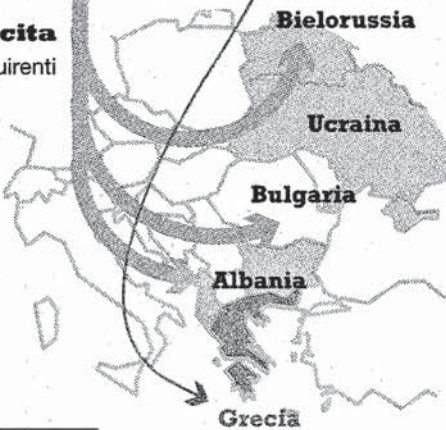 Bielorussia
cita
uirenti
Ucraina
Bulgaria
Albania
Grecia